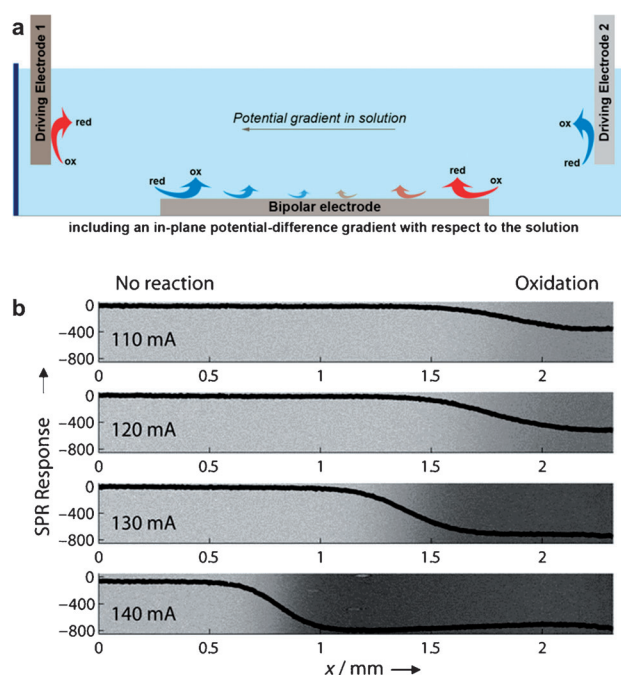 a
Driving Electrode 1
Driving Electrode 2
red
ox
Potential gradient in solution
ox
red
red
ox
red
ox
Bipolar electrode
including an in-plane potential-difference gradient with respect to the solution
b
No reaction
Oxidation
SPR Response →
0
−400
−800
110 mA
0 0.5 1 1.5 2
0
−400
−800
120 mA
0 0.5 1 1.5 2
0
−400
−800
130 mA
0 0.5 1 1.5 2
0
−400
−800
140 mA
0 0.5 1 1.5 2
x / mm →